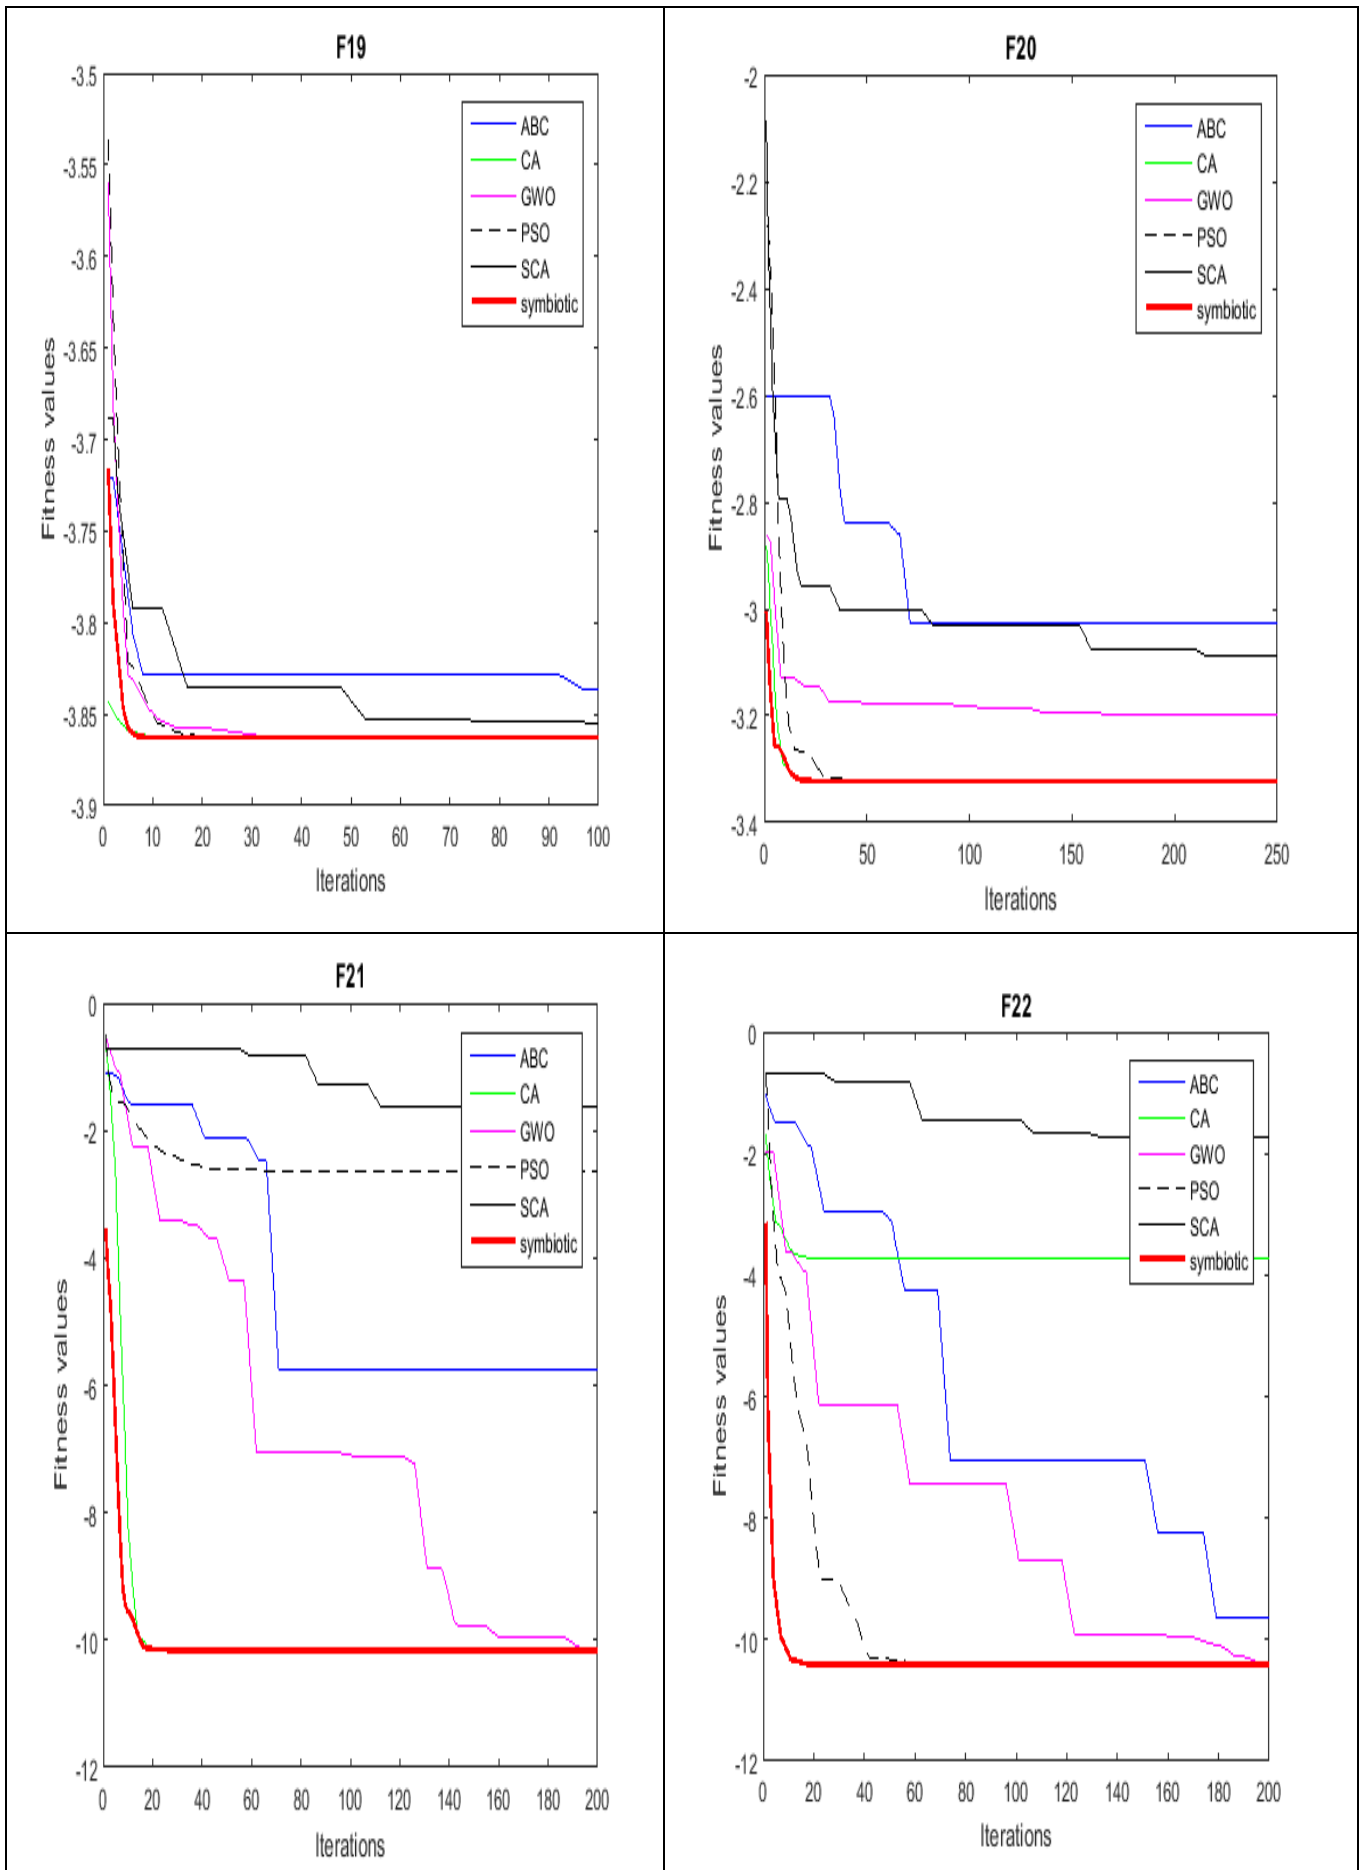 F19
-3.5
-3.55
-3.6
-3.65
-3.7
-3.75
-3.8
-3.85
-3.9
Fitness values
ABC
CA
GWO
PSO
SCA
symbiotic
0 10 20 30 40 50 60 70 80 90 100
Iterations
F20
-2
-2.2
-2.4
-2.6
-2.8
-3
-3.2
-3.4
Fitness values
ABC
CA
GWO
PSO
SCA
symbiotic
0 50 100 150 200 250
Iterations
F21
0
-2
-4
-6
-8
-10
-12
Fitness values
ABC
CA
GWO
PSO
SCA
symbiotic
0 20 40 60 80 100 120 140 160 180 200
Iterations
F22
0
-2
-4
-6
-8
-10
-12
Fitness values
ABC
CA
GWO
PSO
SCA
symbiotic
0 20 40 60 80 100 120 140 160 180 200
Iterations